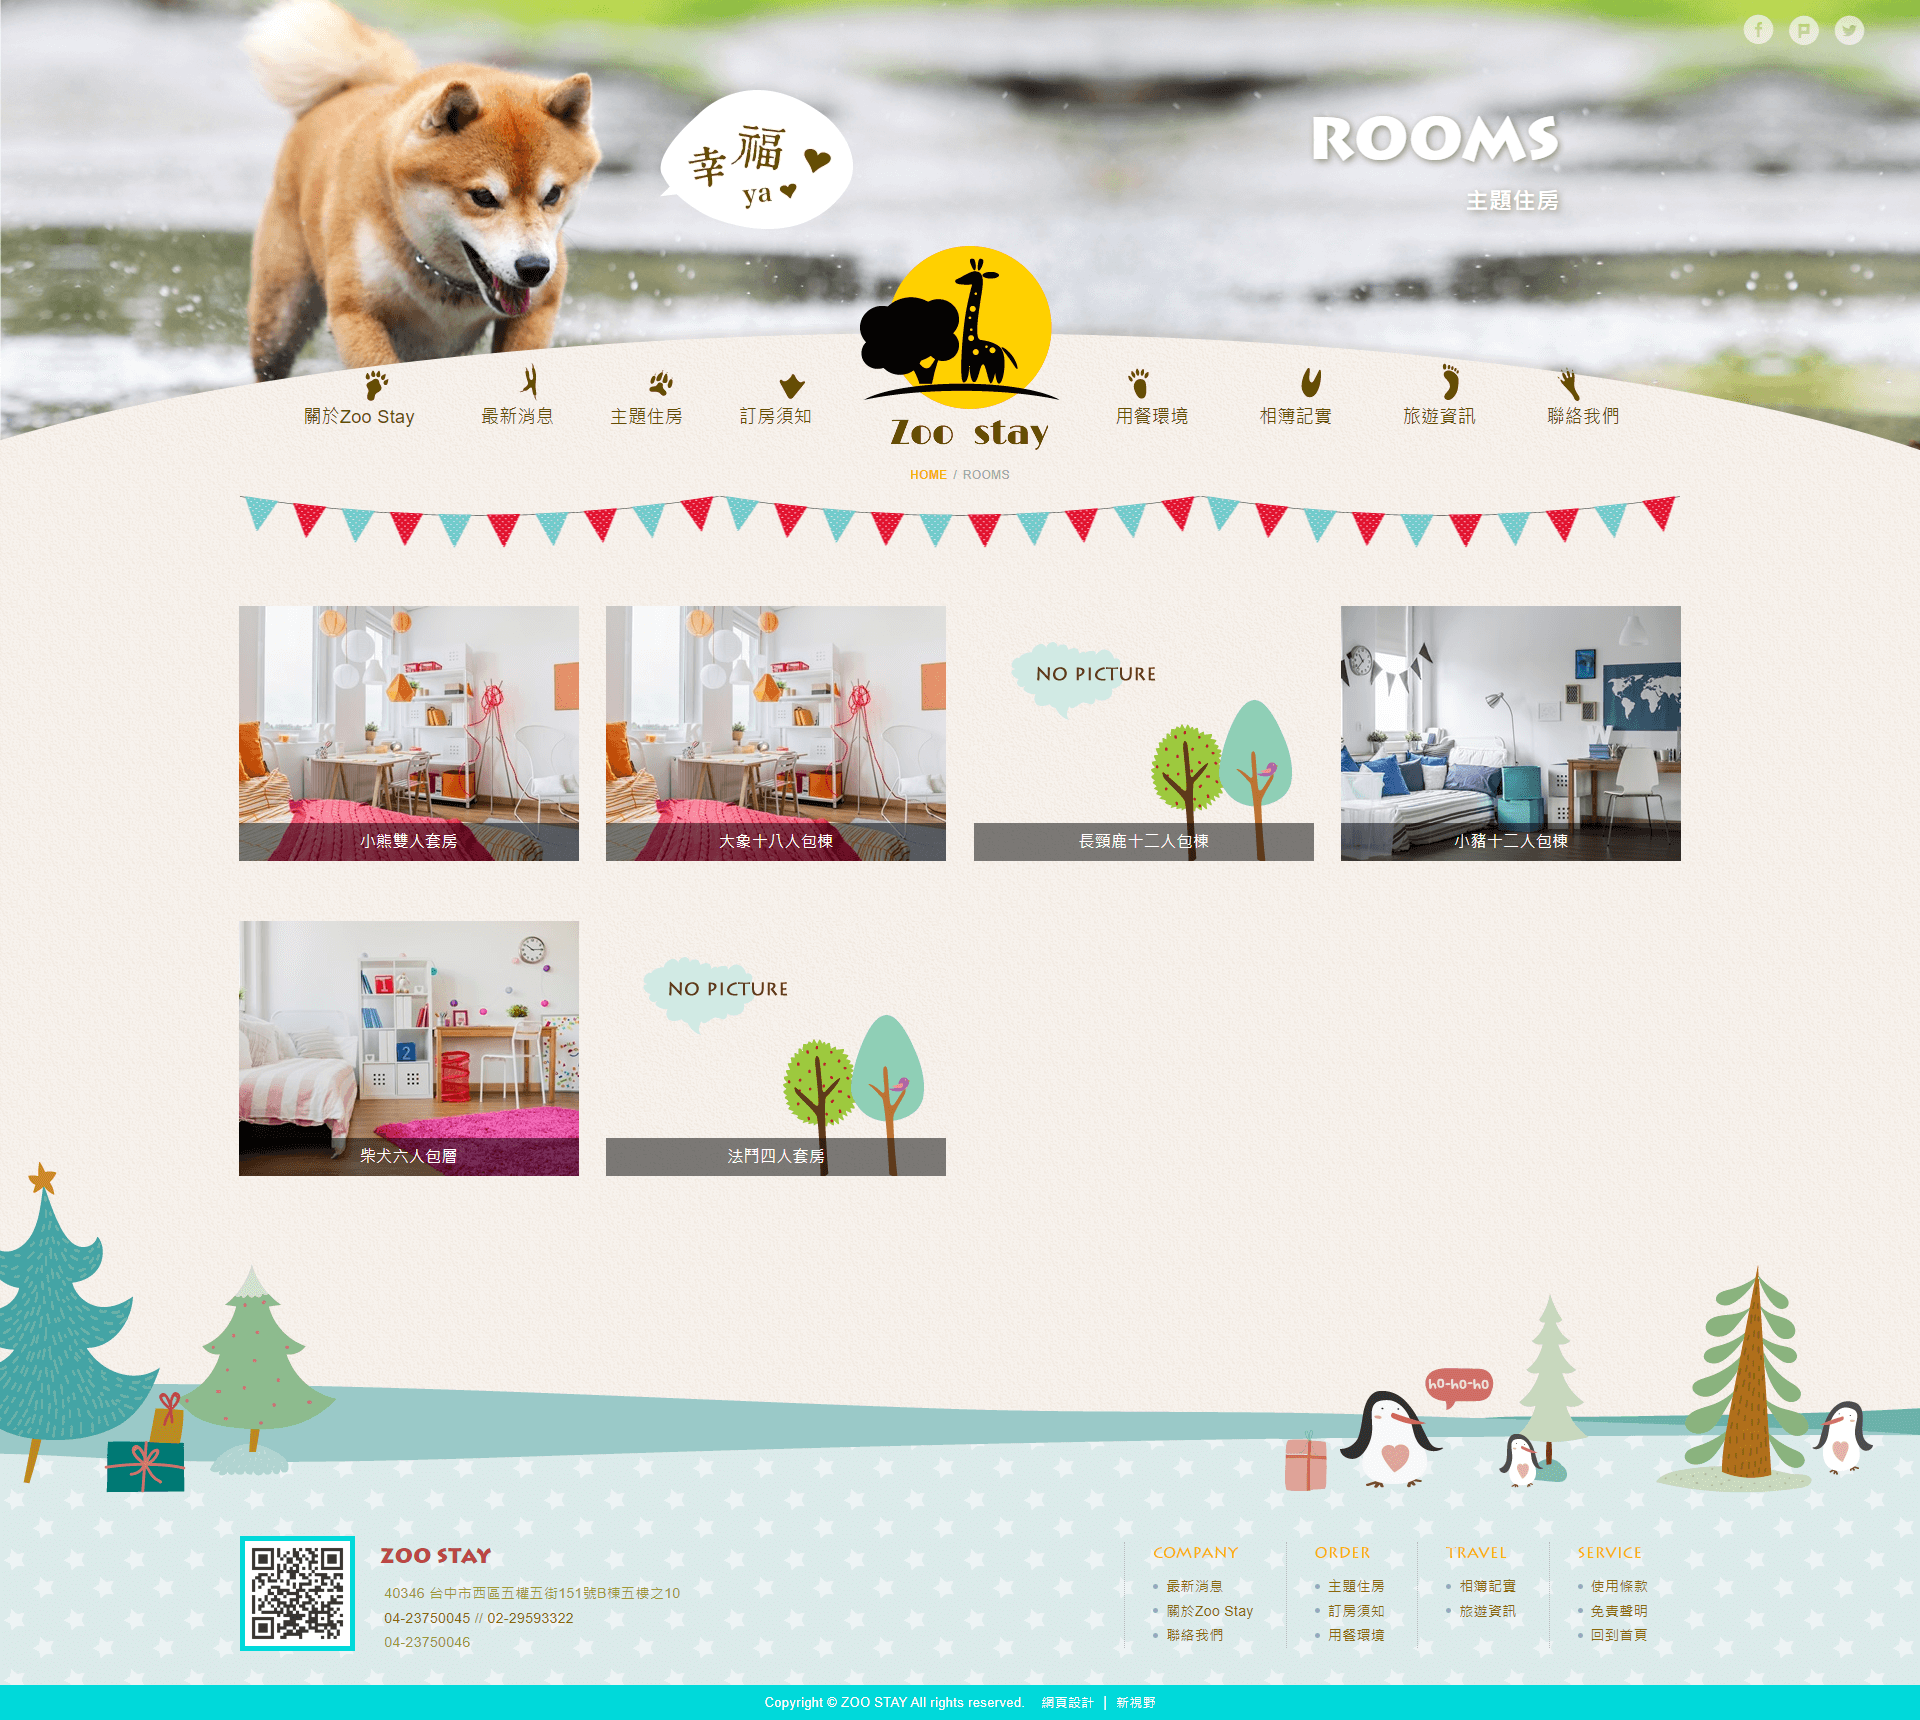 幸福
ya
ROOMS
主題住房
關於Zoo Stay
最新消息
主題住房
訂房須知
Zoo stay
用餐環境
相簿記實
旅遊資訊
聯絡我們
HOME / ROOMS
小熊雙人套房
大象十八人包棟
NO PICTURE
長頸鹿十二人包棟
小豬十二人包棟
柴犬六人包層
NO PICTURE
法鬥四人套房
ho-ho-ho
ZOO STAY
40346 台中市西區五權五街151號B棟五樓之10
04-23750045 // 02-29593322
04-23750046
COMPANY
最新消息
關於Zoo Stay
聯絡我們
ORDER
主題住房
訂房須知
用餐環境
TRAVEL
相簿記實
旅遊資訊
SERVICE
使用條款
免責聲明
回到首頁
Copyright © ZOO STAY All rights reserved. 網頁設計 | 新視野